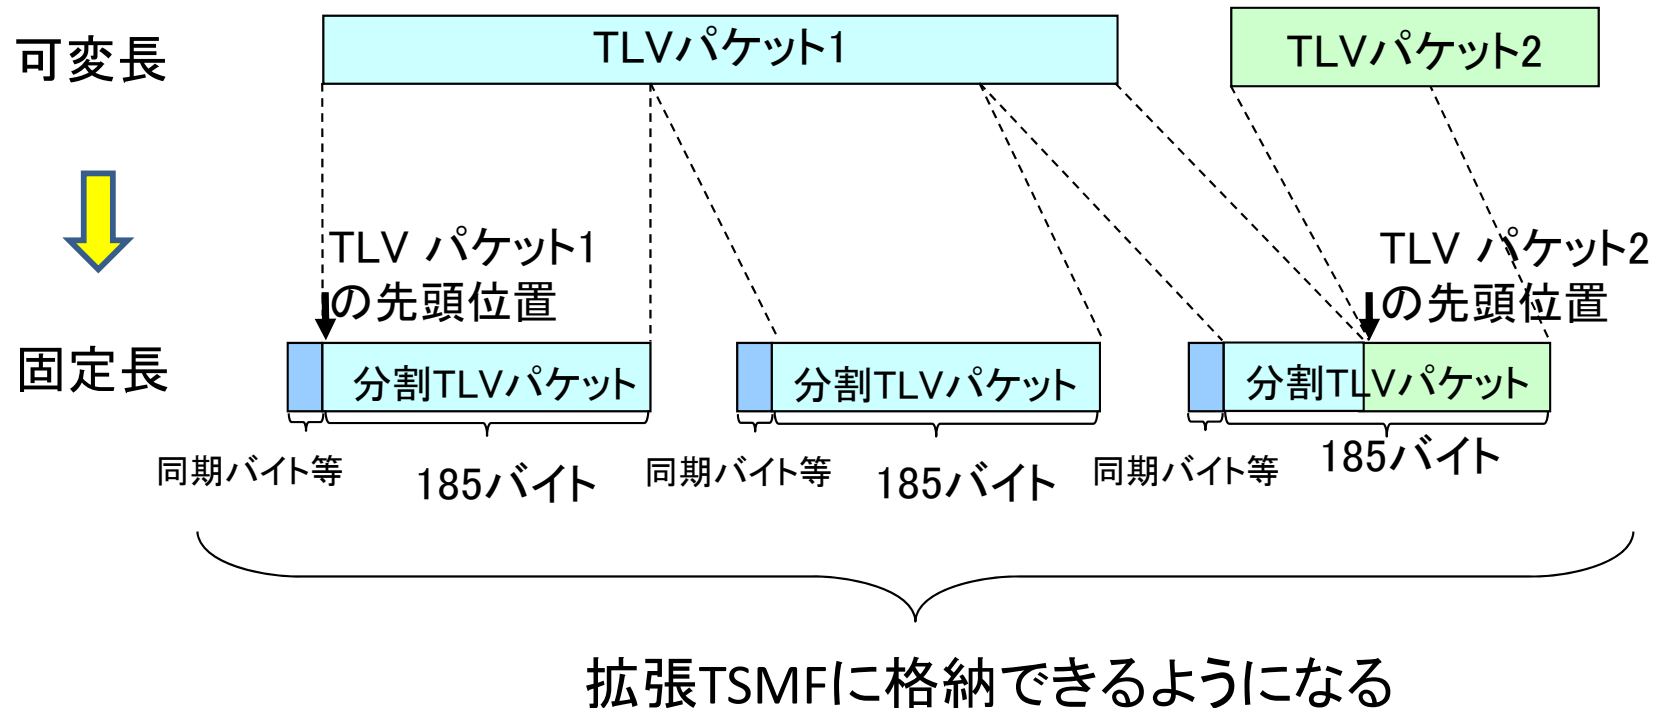 可変長
TLVパケット1
TLVパケット2
TLV パケット1
の先頭位置
TLV パケット2
の先頭位置
固定長
分割TLVパケット
分割TLVパケット
分割TLVパケット
同期バイト等
185バイト
同期バイト等
185バイト
同期バイト等
185バイト
拡張TSMFに格納できるようになる